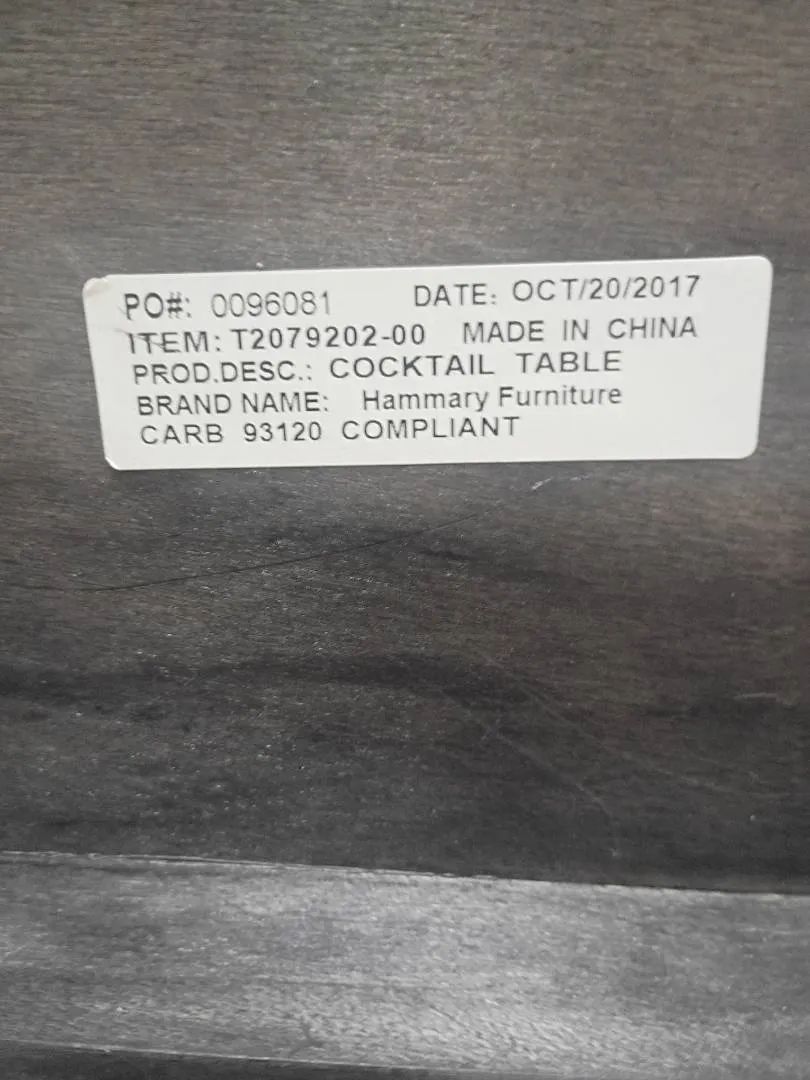 PO#: 0096081 DATE: OCT/20/2017
ITEM: T2079202-00 MADE IN CHINA
PROD.DESC.: COCKTAIL TABLE
BRAND NAME: Hammary Furniture
CARB 93120 COMPLIANT